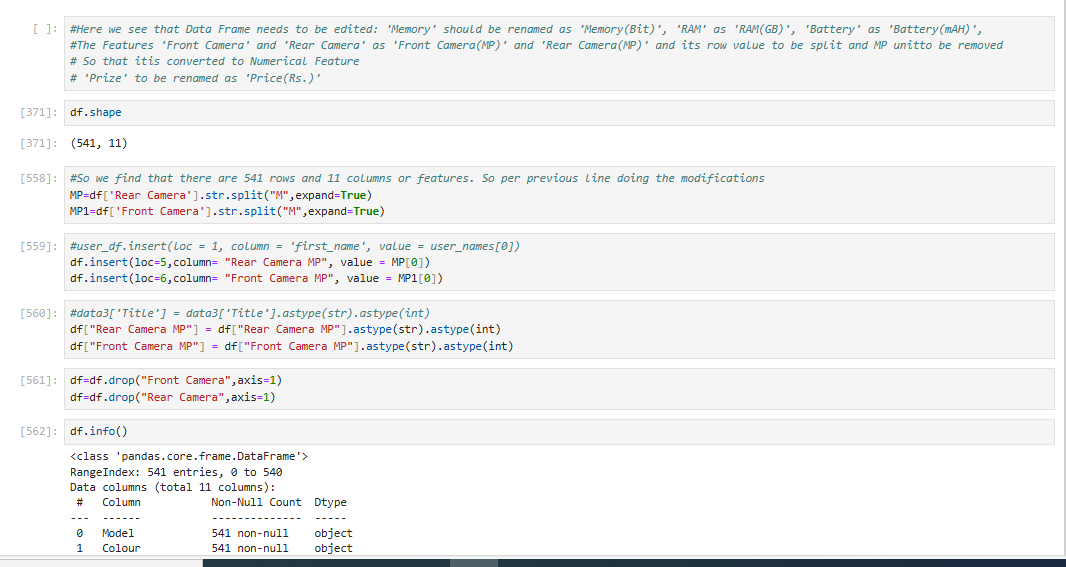 [ ]: #Here we see that Data Frame needs to be edited: 'Memory' should be renamed as 'Memory(Bit)', 'RAM' as 'RAM(GB)', 'Battery' as 'Battery(mAH)',
#The Features 'Front Camera' and 'Rear Camera' as 'Front Camera(MP)' and 'Rear Camera(MP)' and its row value to be split and MP unitto be removed
# So that itis converted to Numerical Feature
# 'Prize' to be renamed as 'Price(Rs.)'
[371]: df.shape
[371]: (541, 11)
[558]: #So we find that there are 541 rows and 11 columns or features. So per previous line doing the modifications
MP=df['Rear Camera'].str.split("M",expand=True)
MP1=df['Front Camera'].str.split("M",expand=True)
[559]: #user_df.insert(loc = 1, column = 'first_name', value = user_names[0])
df.insert(loc=5,column= "Rear Camera MP", value = MP[0])
df.insert(loc=6,column= "Front Camera MP", value = MP1[0])
[560]: #data3['Title'] = data3['Title'].astype(str).astype(int)
df["Rear Camera MP"] = df["Rear Camera MP"].astype(str).astype(int)
df["Front Camera MP"] = df["Front Camera MP"].astype(str).astype(int)
[561]: df=df.drop("Front Camera",axis=1)
df=df.drop("Rear Camera",axis=1)
[562]: df.info()
<class 'pandas.core.frame.DataFrame'>
RangeIndex: 541 entries, 0 to 540
Data columns (total 11 columns):
# Column Non-Null Count Dtype
--- ------ -------------- -----
0 Model 541 non-null object
1 Colour 541 non-null object